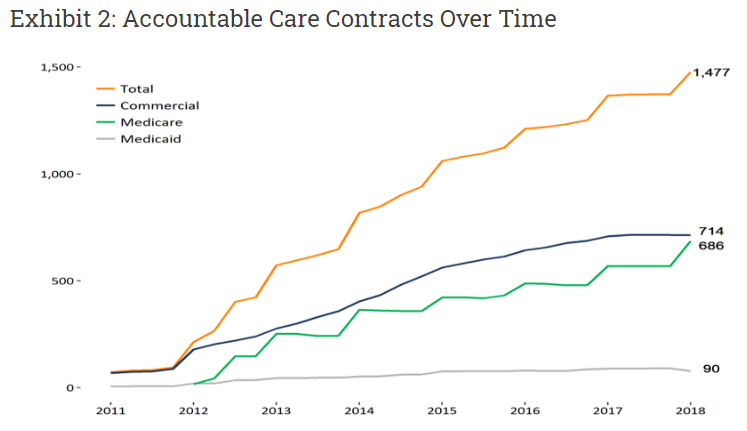 Exhibit 2: Accountable Care Contracts Over Time
1,500
1,477
Total
Commercial
Medicare
Medicaid
1,000
714
686
500
90
0
2011 2012 2013 2014 2015 2016 2017 2018